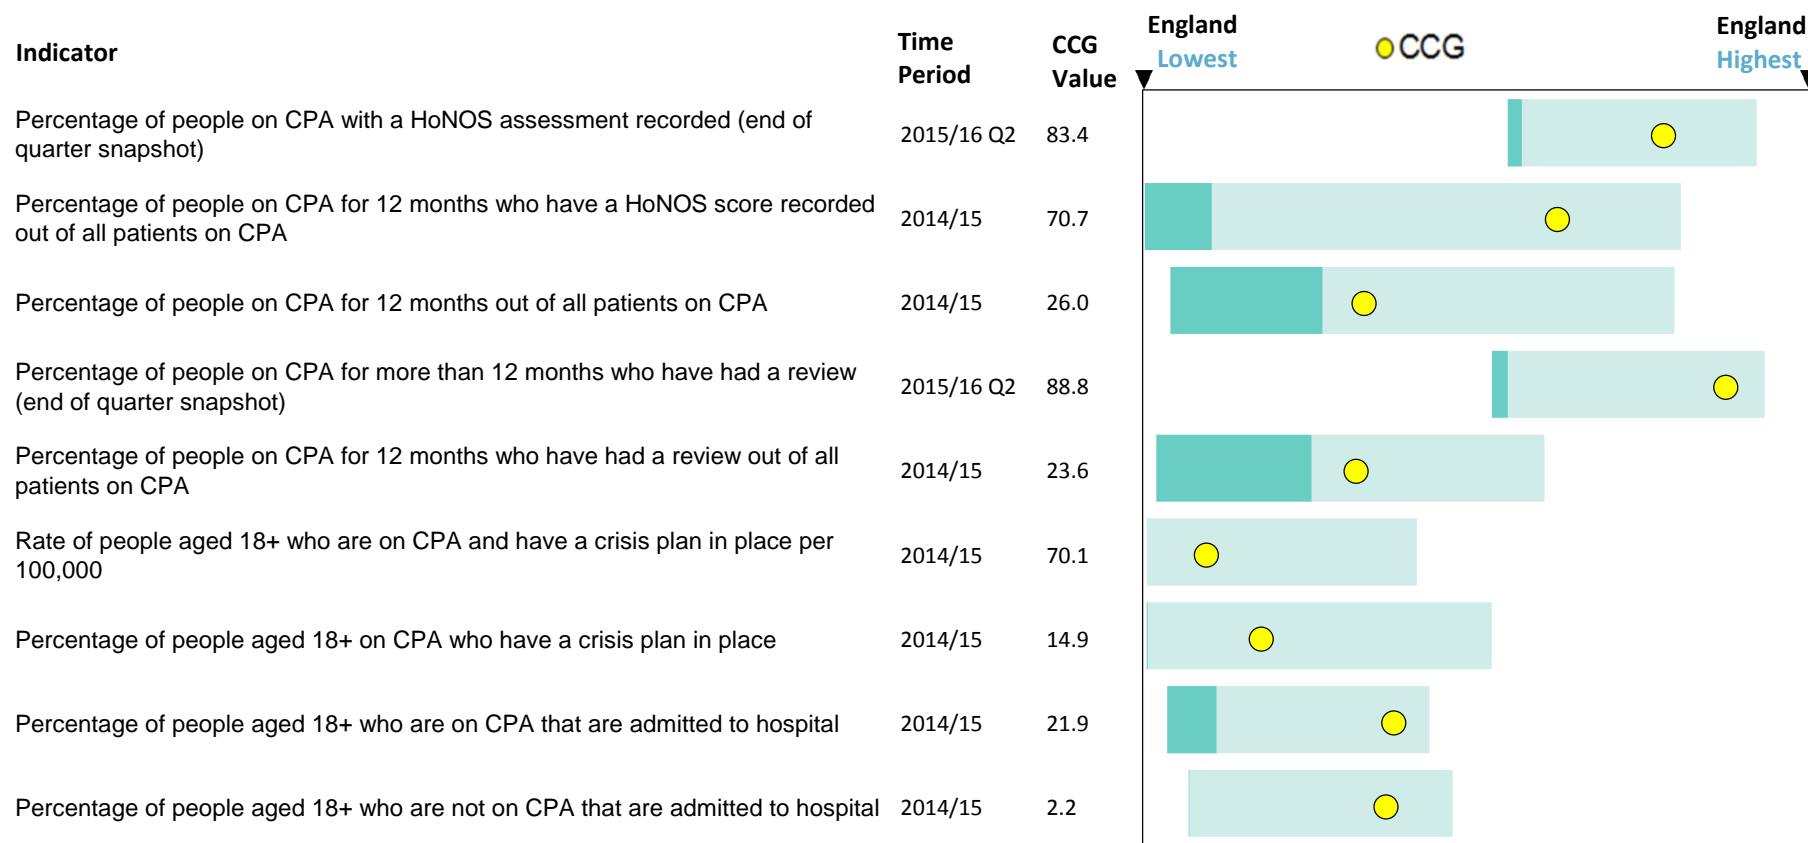 Indicator
Time
Period
CCG
Value
England
Lowest
CCG
England
Highest
Percentage of people on CPA with a HoNOS assessment recorded (end of
quarter snapshot)
2015/16 Q2
83.4
Percentage of people on CPA for 12 months who have a HoNOS score recorded
out of all patients on CPA
2014/15
70.7
Percentage of people on CPA for 12 months out of all patients on CPA
2014/15
26.0
Percentage of people on CPA for more than 12 months who have had a review
(end of quarter snapshot)
2015/16 Q2
88.8
Percentage of people on CPA for 12 months who have had a review out of all
patients on CPA
2014/15
23.6
Rate of people aged 18+ who are on CPA and have a crisis plan in place per
100,000
2014/15
70.1
Percentage of people aged 18+ on CPA who have a crisis plan in place
2014/15
14.9
Percentage of people aged 18+ who are on CPA that are admitted to hospital
2014/15
21.9
Percentage of people aged 18+ who are not on CPA that are admitted to hospital
2014/15
2.2